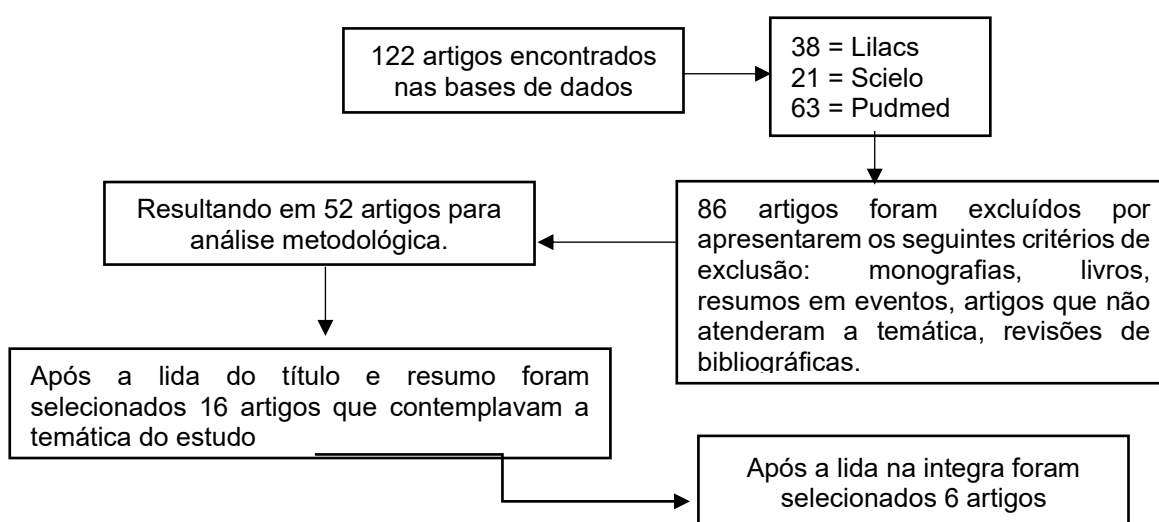 122 artigos encontrados
nas bases de dados
38 = Lilacs
21 = Scielo
63 = Pudmed
86 artigos foram excluídos por
apresentarem os seguintes critérios de
exclusão: monografias, livros,
resumos em eventos, artigos que não
atenderam a temática, revisões de
bibliográficas.
Resultando em 52 artigos para
análise metodológica.
Após a lida do título e resumo foram
selecionados 16 artigos que contemplavam a
temática do estudo
Após a lida na integra foram
selecionados 6 artigos